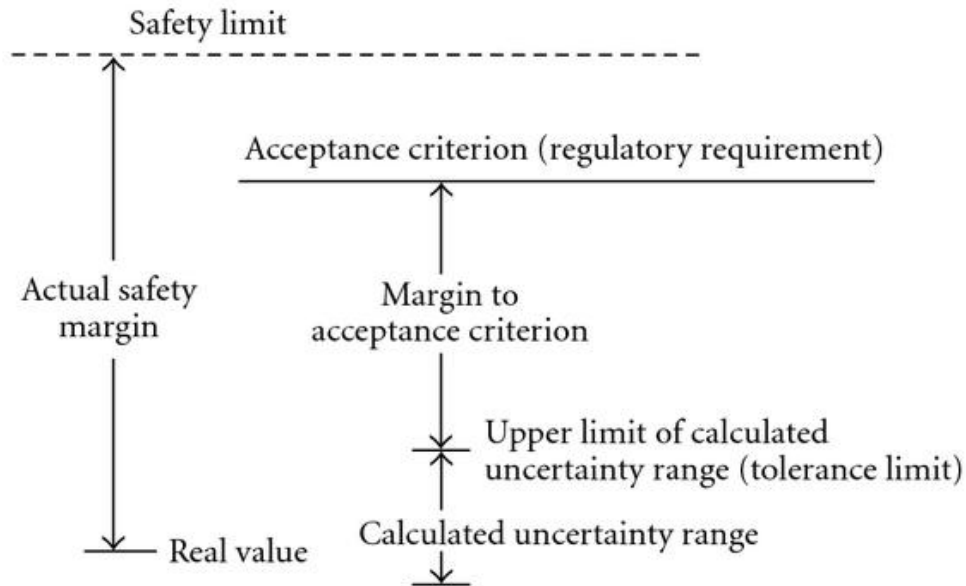 Safety limit
Acceptance criterion (regulatory requirement)
Actual safety
margin
Margin to
acceptance criterion
Upper limit of calculated
uncertainty range (tolerance limit)
Calculated uncertainty range
Real value